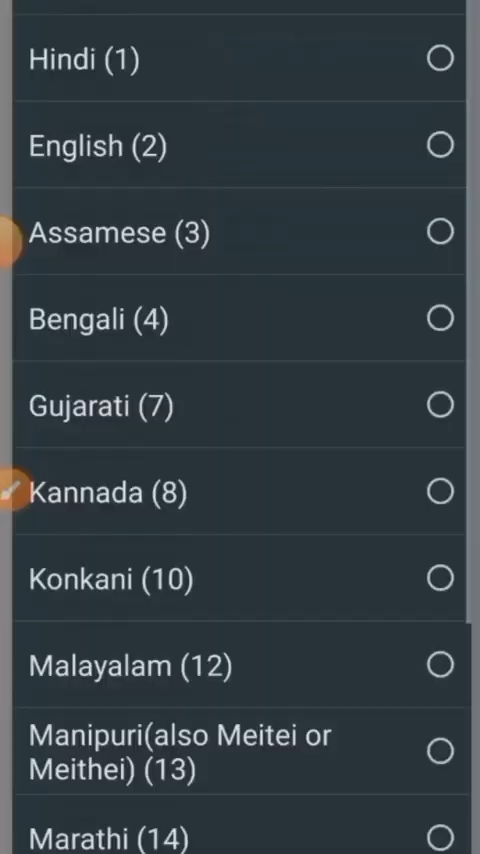 Hindi (1)
English (2)
Assamese (3)
Bengali (4)
Gujarati (7)
Kannada (8)
Konkani (10)
Malayalam (12)
Manipuri(also Meitei or
Meithei) (13)
Marathi (14)